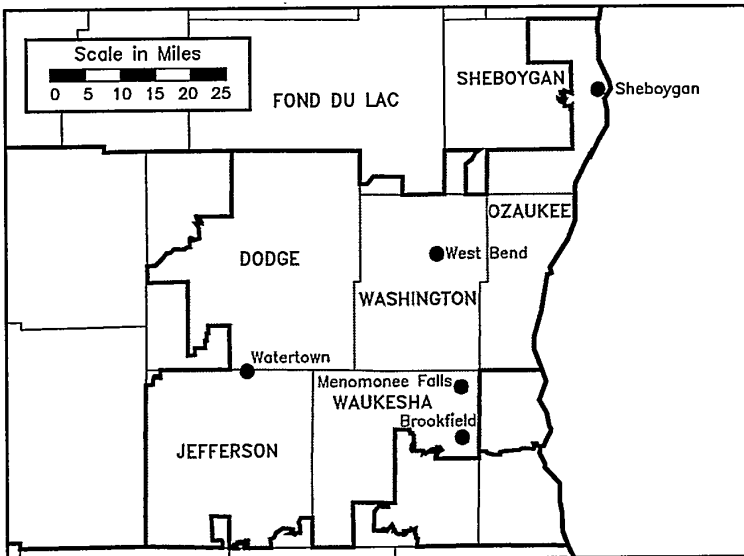 Scale in Miles
0 5 10 15 20 25
FOND DU LAC
SHEBOYGAN
Sheboygan
OZAUKEE
DODGE
West Bend
WASHINGTON
Watertown
Menomonee Falls
WAUKESHA
Brookfield
JEFFERSON